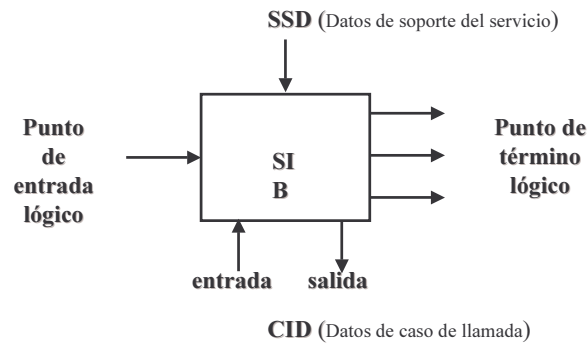 SSD (Datos de soporte del servicio)
Punto
de
entrada
lógico
SI
B
Punto de
término
lógico
entrada
salida
CID (Datos de caso de llamada)